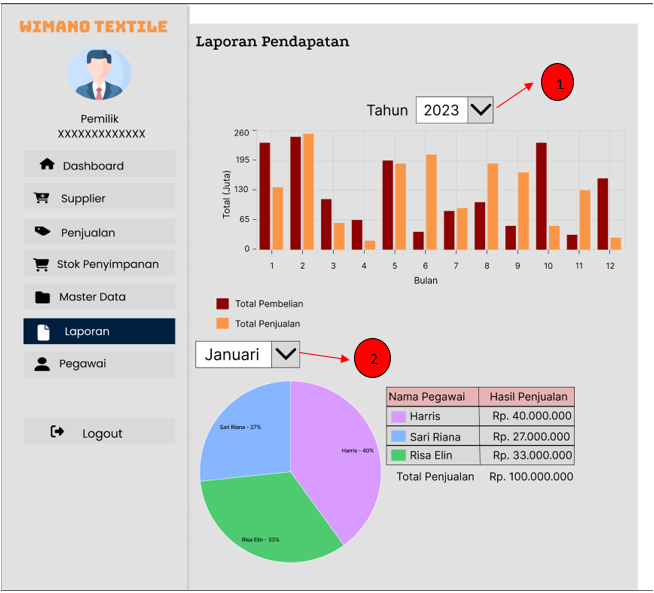 WIMANO TEXTILE
Pemilik
XXXXXXXXXXXXX
Dashboard
Supplier
Penjualan
Stok Penyimpanan
Master Data
Laporan
Pegawai
Logout
Laporan Pendapatan
1
Tahun 2023
Total (Juta)
260
195
130
65
0
1 2 3 4 5 6 7 8 9 10 11 12
Bulan
Total Pembelian
Total Penjualan
Januari
2
Sari Riana - 27%
Harris - 40%
Risa Elin - 33%
Nama Pegawai Hasil Penjualan
Harris Rp. 40.000.000
Sari Riana Rp. 27.000.000
Risa Elin Rp. 33.000.000
Total Penjualan Rp. 100.000.000